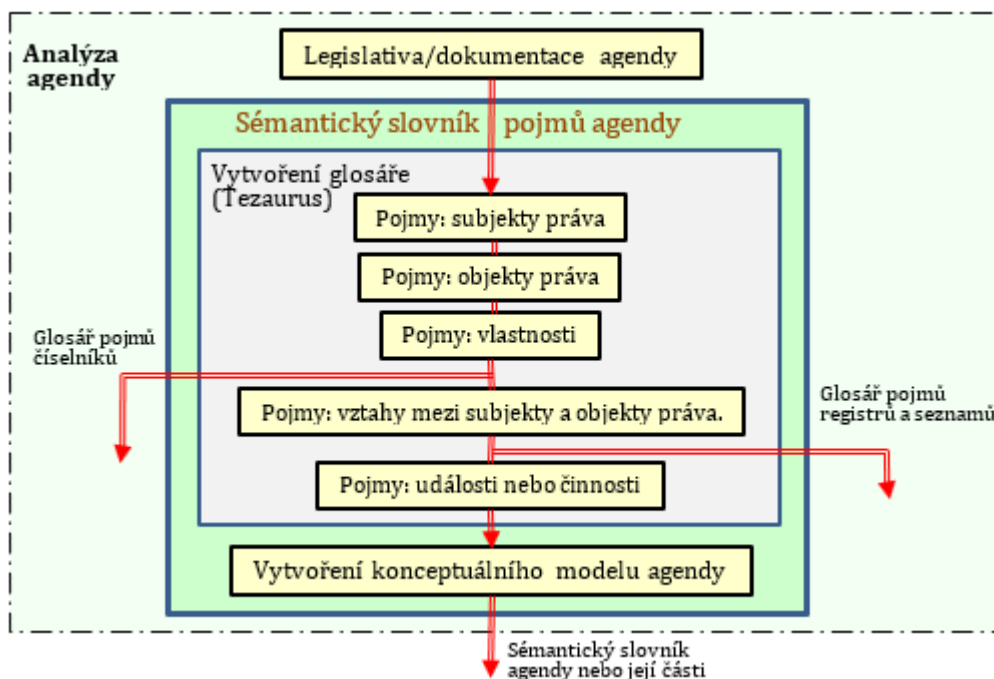 Analýza
agendy
Legislativa/dokumentace agendy
Sémantický slovník pojmů agendy
Vytvoření glosáře
(Tezaurus)
Pojmy: subjekty práva
Pojmy: objekty práva
Pojmy: vlastnosti
Glosář pojmů
číselníků
Pojmy: vztahy mezi subjekty a objekty práva.
Glosář pojmů
registrů a seznamů
Pojmy: události nebo činnosti
Vytvoření konceptuálního modelu agendy
Sémantický slovník
agendy nebo její části